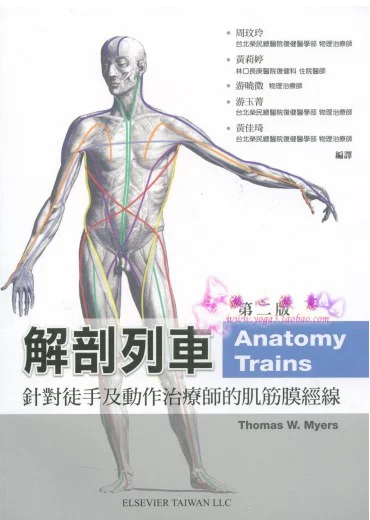 • 周玟玲
台北榮民總醫院復健醫學部 物理治療師
• 黃莉婷
林口長庚醫院復健科 住院醫師
• 游曉微 物理治療師
• 游玉菁
台北榮民總醫院復健醫學部 物理治療師
• 黃佳琦
台北榮民總醫院復健醫學部 物理治療師
編譯
www.yoga5.taobao.com
第二版
解剖列車
Anatomy
Trains
針對徒手及動作治療師的肌筋膜經線
Thomas W. Myers
ELSEVIER TAIWAN LLC